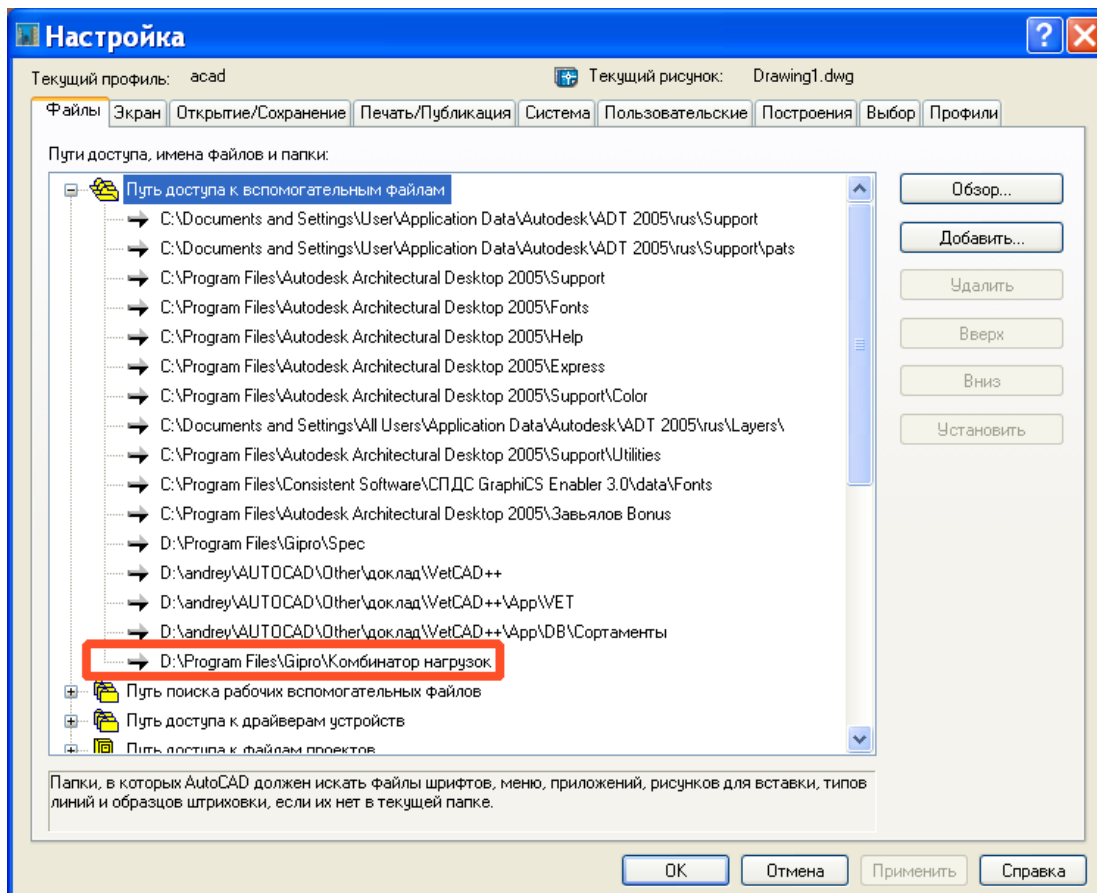 Настройка
Текущий профиль: acad Текущий рисунок: Drawing1.dwg
Файлы Экран Открытие/Сохранение Печать/Публикация Система Пользовательские Построения Выбор Профили
Пути доступа, имена файлов и папки:
Путь доступа к вспомогательным файлам
C:\Documents and Settings\User\Application Data\Autodesk\ADT 2005\rus\Support
C:\Documents and Settings\User\Application Data\Autodesk\ADT 2005\rus\Support\pats
C:\Program Files\Autodesk Architectural Desktop 2005\Support
C:\Program Files\Autodesk Architectural Desktop 2005\Fonts
C:\Program Files\Autodesk Architectural Desktop 2005\Help
C:\Program Files\Autodesk Architectural Desktop 2005\Express
C:\Program Files\Autodesk Architectural Desktop 2005\Support\Color
C:\Documents and Settings\All Users\Application Data\Autodesk\ADT 2005\rus\Layers\
C:\Program Files\Autodesk Architectural Desktop 2005\Support\Utilities
C:\Program Files\Consistent Software\СПДС GraphiCS Enabler 3.0\data\Fonts
C:\Program Files\Autodesk Architectural Desktop 2005\Завьялов Bonus
D:\Program Files\Gipro\Spec
D:\andrey\AUTOCAD\Other\доклад\VetCAD++
D:\andrey\AUTOCAD\Other\доклад\VetCAD++\App\VET
D:\andrey\AUTOCAD\Other\доклад\VetCAD++\App\DB\Сортаменты
D:\Program Files\Gipro\Комбинатор нагрузок
Путь поиска рабочих вспомогательных файлов
Путь доступа к драйверам устройств
Путь доступа к файлам проектов
Обзор...
Добавить...
Удалить
Вверх
Вниз
Установить
Папки, в которых AutoCAD должен искать файлы шрифтов, меню, приложений, рисунков для вставки, типов
линий и образцов штриховки, если их нет в текущей папке.
OK Отмена Применить Справка